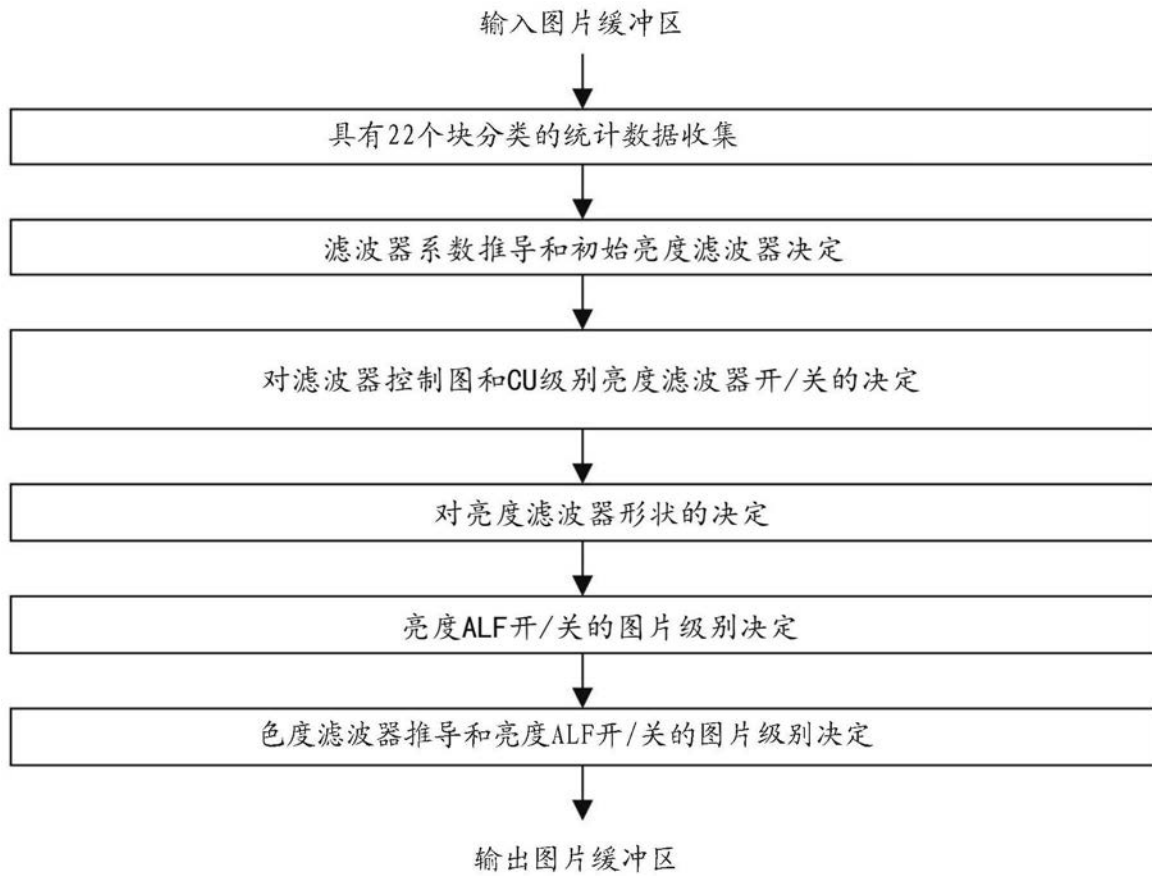 输入图片缓冲区
具有22个块分类的统计数据收集
滤波器系数推导和初始亮度滤波器决定
对滤波器控制图和CU级别亮度滤波器开/关的决定
对亮度滤波器形状的决定
亮度ALF开/关的图片级别决定
色度滤波器推导和亮度ALF开/关的图片级别决定
输出图片缓冲区